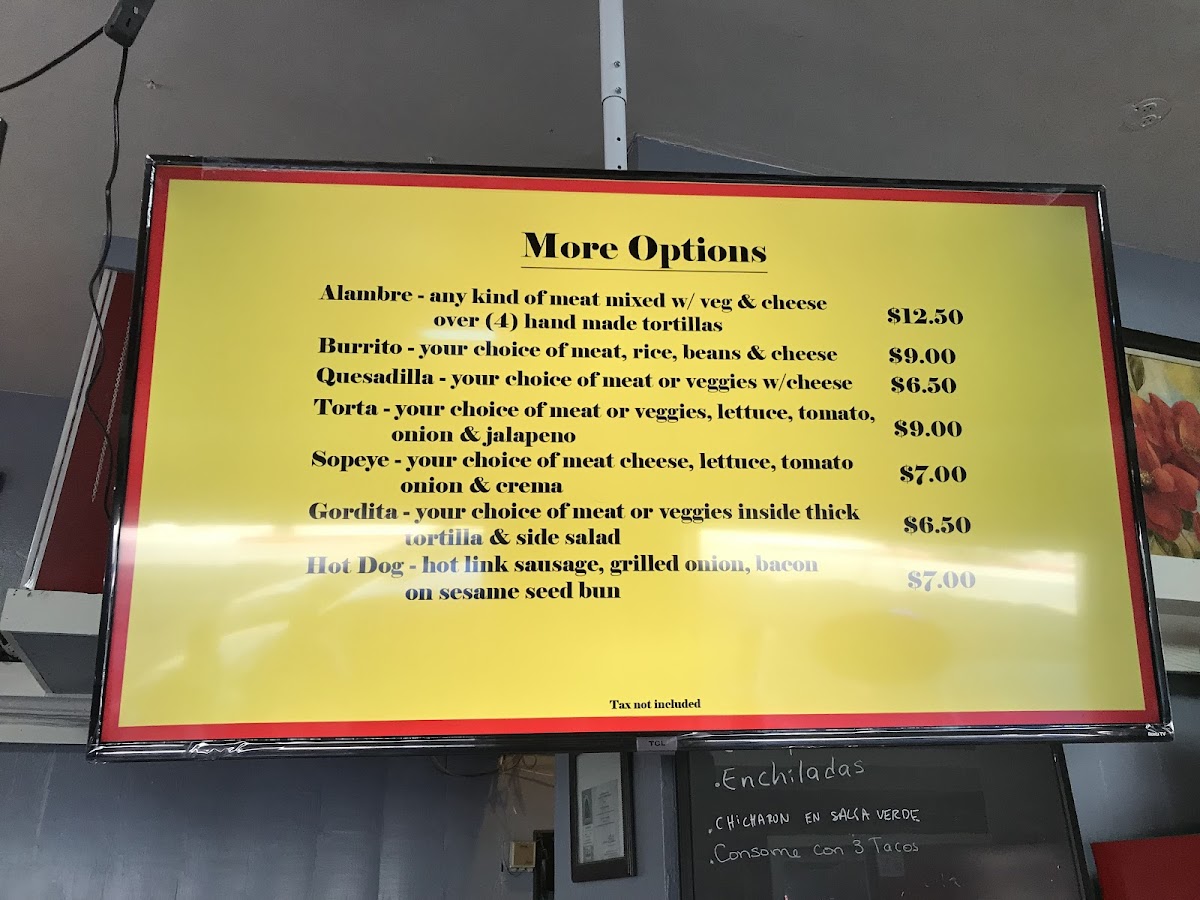 More Options
Alambre - any kind of meat mixed w/ veg & cheese
over (4) hand made tortillas
$12.50
Burrito - your choice of meat, rice, beans & cheese
$9.00
Quesadilla - your choice of meat or veggies w/cheese
$6.50
Torta - your choice of meat or veggies, lettuce, tomato,
onion & jalapeno
$9.00
Sopeye - your choice of meat cheese, lettuce, tomato
onion & crema
$7.00
Gordita - your choice of meat or veggies inside thick
tortilla & side salad
$6.50
Hot Dog - hot link sausage, grilled onion, bacon
on sesame seed bun
$7.00
Tax not included
.Enchiladas
.CHICHARON EN SALSA VERDE
.Consome con 3 Tacos